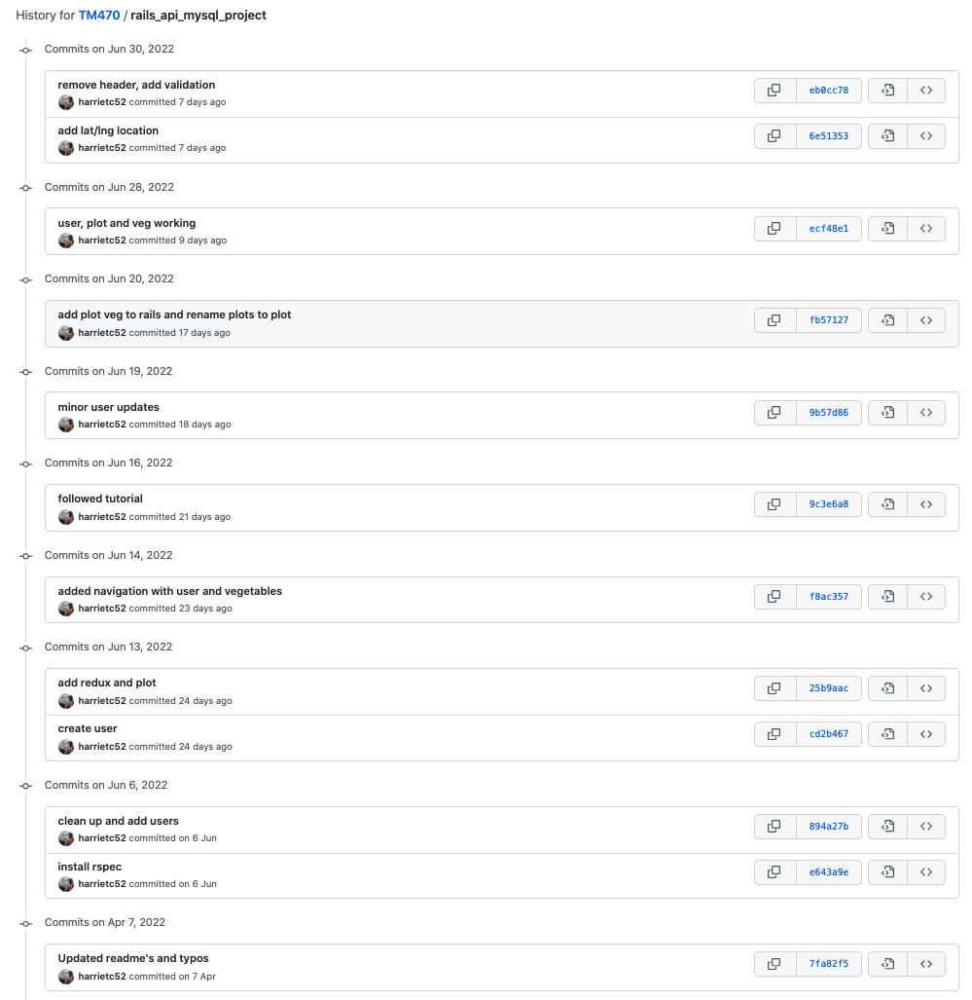 History for TM470 / rails_api_mysql_project
Commits on Jun 30, 2022
remove header, add validation
harrietc52 committed 7 days ago
eb0cc78
add lat/lng location
harrietc52 committed 7 days ago
6e51353
Commits on Jun 28, 2022
user, plot and veg working
harrietc52 committed 9 days ago
ecf48e1
Commits on Jun 20, 2022
add plot veg to rails and rename plots to plot
harrietc52 committed 17 days ago
fb57127
Commits on Jun 19, 2022
minor user updates
harrietc52 committed 18 days ago
9b57d86
Commits on Jun 16, 2022
followed tutorial
harrietc52 committed 21 days ago
9c3e6a8
Commits on Jun 14, 2022
added navigation with user and vegetables
harrietc52 committed 23 days ago
f8ac357
Commits on Jun 13, 2022
add redux and plot
harrietc52 committed 24 days ago
25b9aac
create user
harrietc52 committed 24 days ago
cd2b467
Commits on Jun 6, 2022
clean up and add users
harrietc52 committed on 6 Jun
894a27b
install rspec
harrietc52 committed on 6 Jun
e643a9e
Commits on Apr 7, 2022
Updated readme's and typos
harrietc52 committed on 7 Apr
7fa82f5